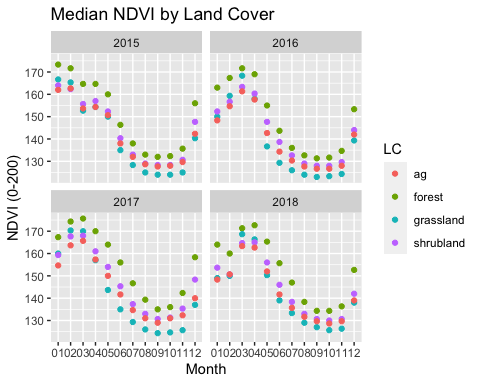 Median NDVI by Land Cover
2015 2016
170
160
150
140
130
2017 2018
170
160
150
140
130
NDVI (0-200)
010203040506070809101112 010203040506070809101112
Month
LC
ag
forest
grassland
shrubland